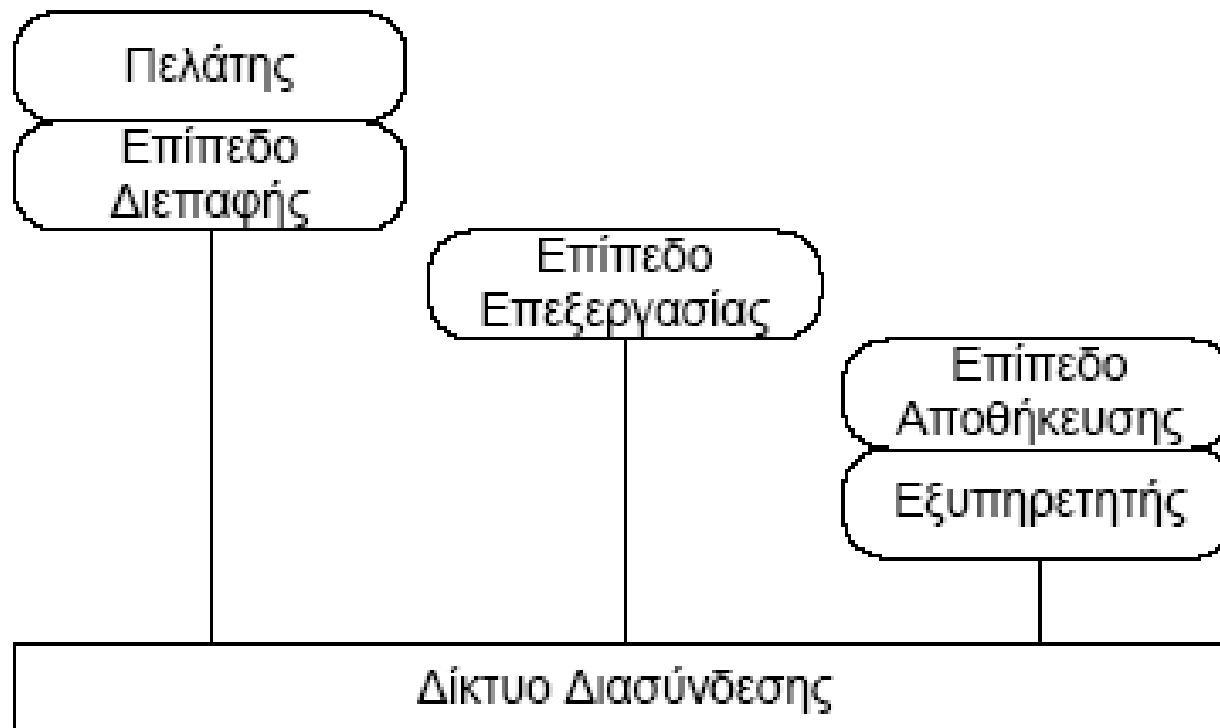 Πελάτης
Επίπεδο
Διεπαφής
Επίπεδο
Επεξεργασίας
Επίπεδο
Αποθήκευσης
Εξυπηρετητής
Δίκτυο Διασύνδεσης